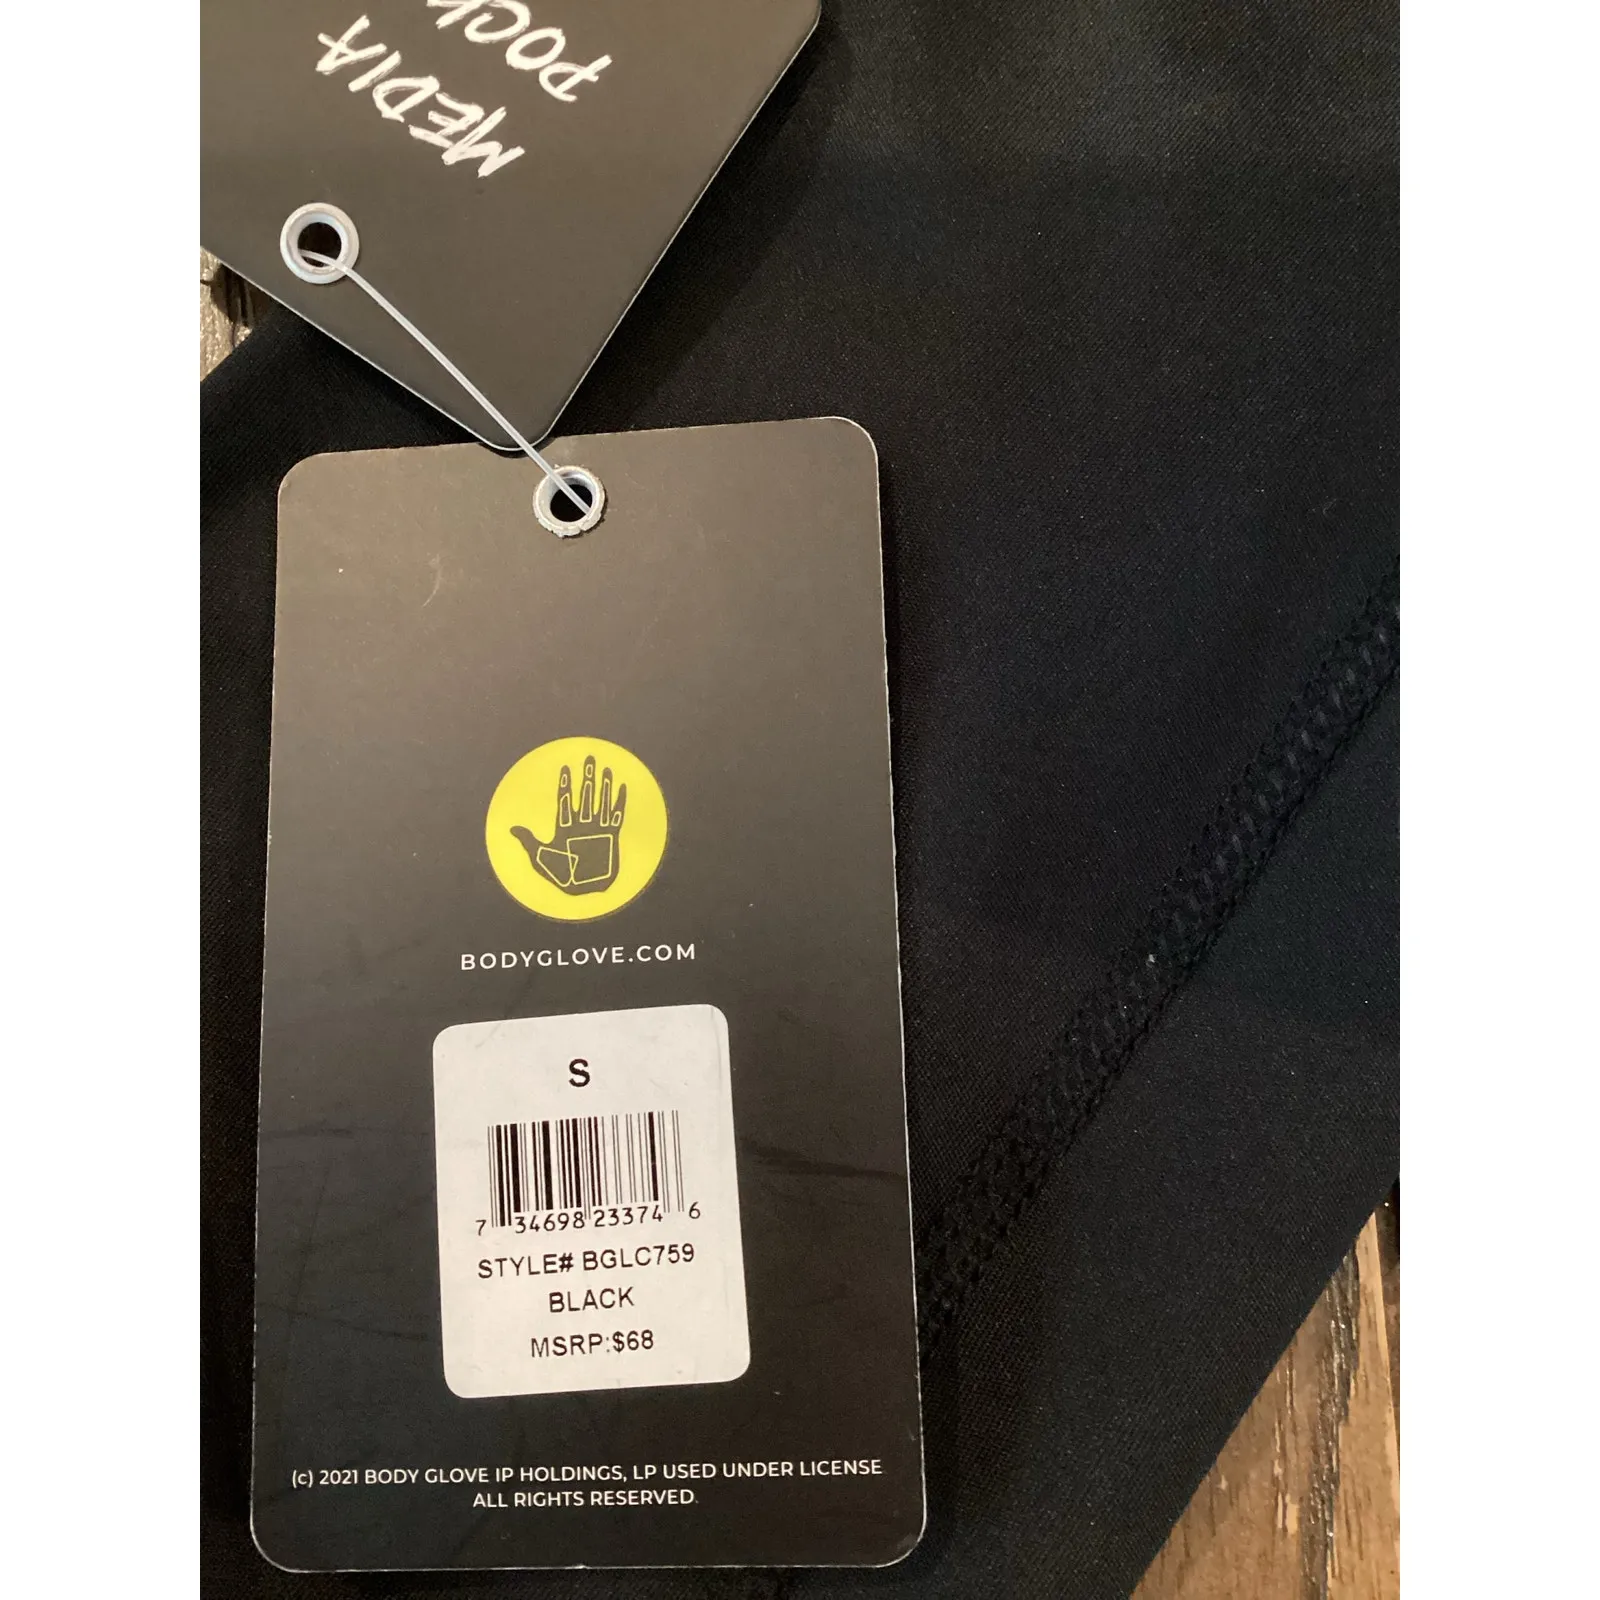 MEDIA
BODYGLOVE.COM
S
7 34698 23374 6
STYLE# BGLC759
BLACK
MSRP:$68
(c) 2021 BODY GLOVE IP HOLDINGS, LP USED UNDER LICENSE
ALL RIGHTS RESERVED.